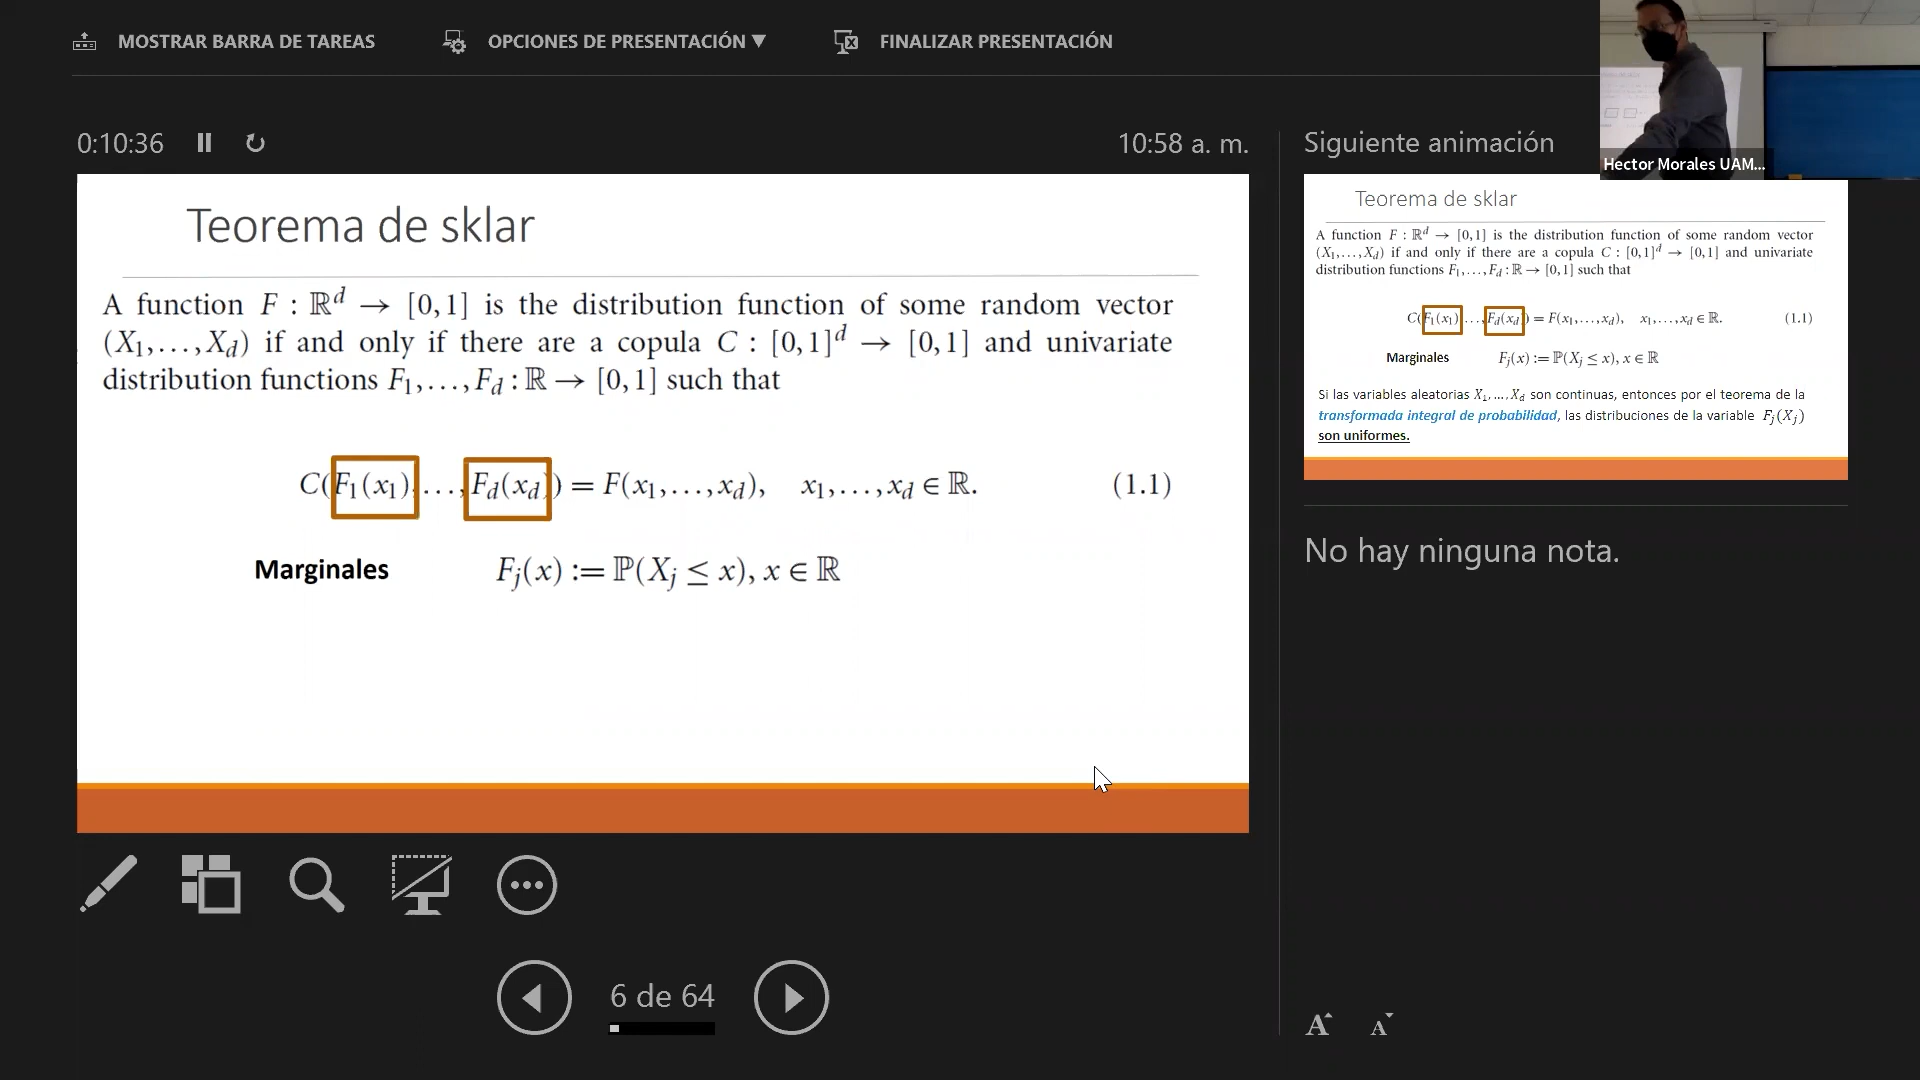 MOSTRAR BARRA DE TAREAS
OPCIONES DE PRESENTACIÓN ▼
FINALIZAR PRESENTACIÓN
0:10:36
10:58 a. m.
Teorema de sklar
A function F : ℝᵈ → [0,1] is the distribution function of some random vector
(X₁,…,X_d) if and only if there are a copula C : [0,1]ᵈ → [0,1] and univariate
distribution functions F₁,…,F_d : ℝ → [0,1] such that
C(F₁(x₁),…,F_d(x_d)) = F(x₁,…,x_d), x₁,…,x_d ∈ ℝ. (1.1)
Marginales F_j(x) := ℙ(X_j ≤ x), x ∈ ℝ
6 de 64
Siguiente animación
Hector Morales UAM...
Teorema de sklar
A function F : ℝᵈ → [0,1] is the distribution function of some random vector
(X₁,…,X_d) if and only if there are a copula C : [0,1]ᵈ → [0,1] and univariate
distribution functions F₁,…,F_d : ℝ → [0,1] such that
C(F₁(x₁),…,F_d(x_d)) = F(x₁,…,x_d), x₁,…,x_d ∈ ℝ. (1.1)
Marginales F_j(x) := ℙ(X_j ≤ x), x ∈ ℝ
Si las variables aleatorias X₁,…,X_d son continuas, entonces por el teorema de la
transformada integral de probabilidad, las distribuciones de la variable F_j(X_j)
son uniformes.
No hay ninguna nota.
A A